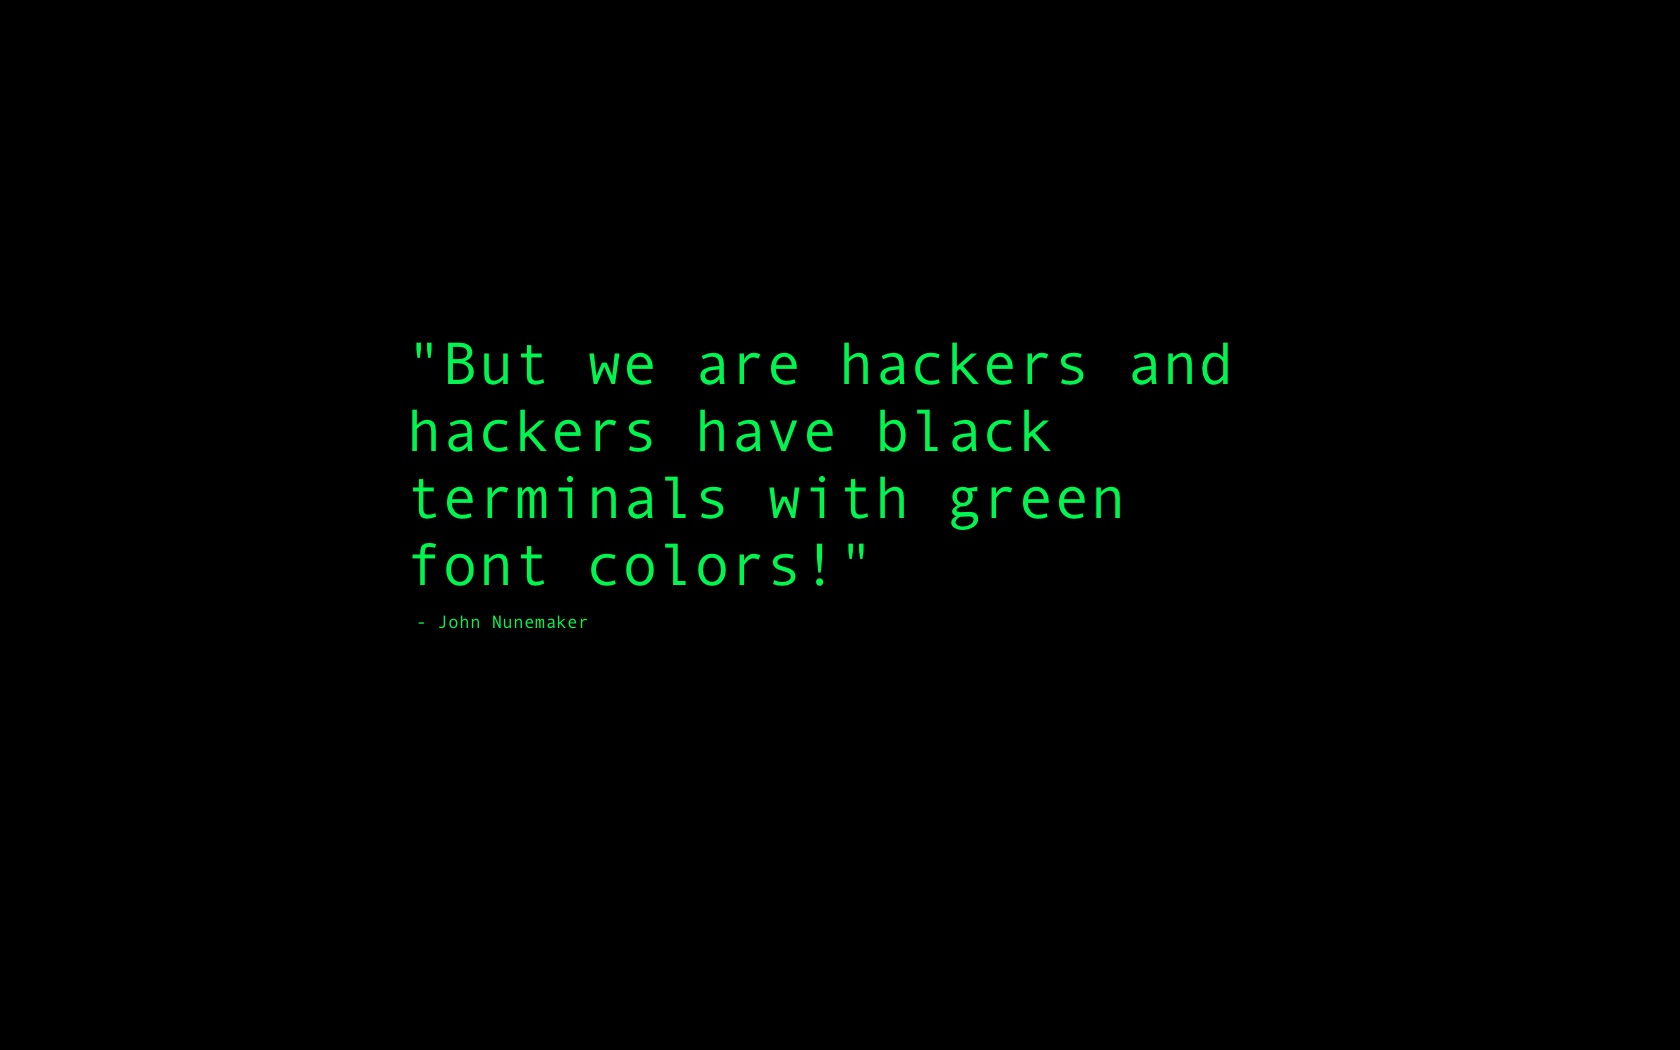 "But we are hackers and
hackers have black
terminals with green
font colors!"
- John Nunemaker